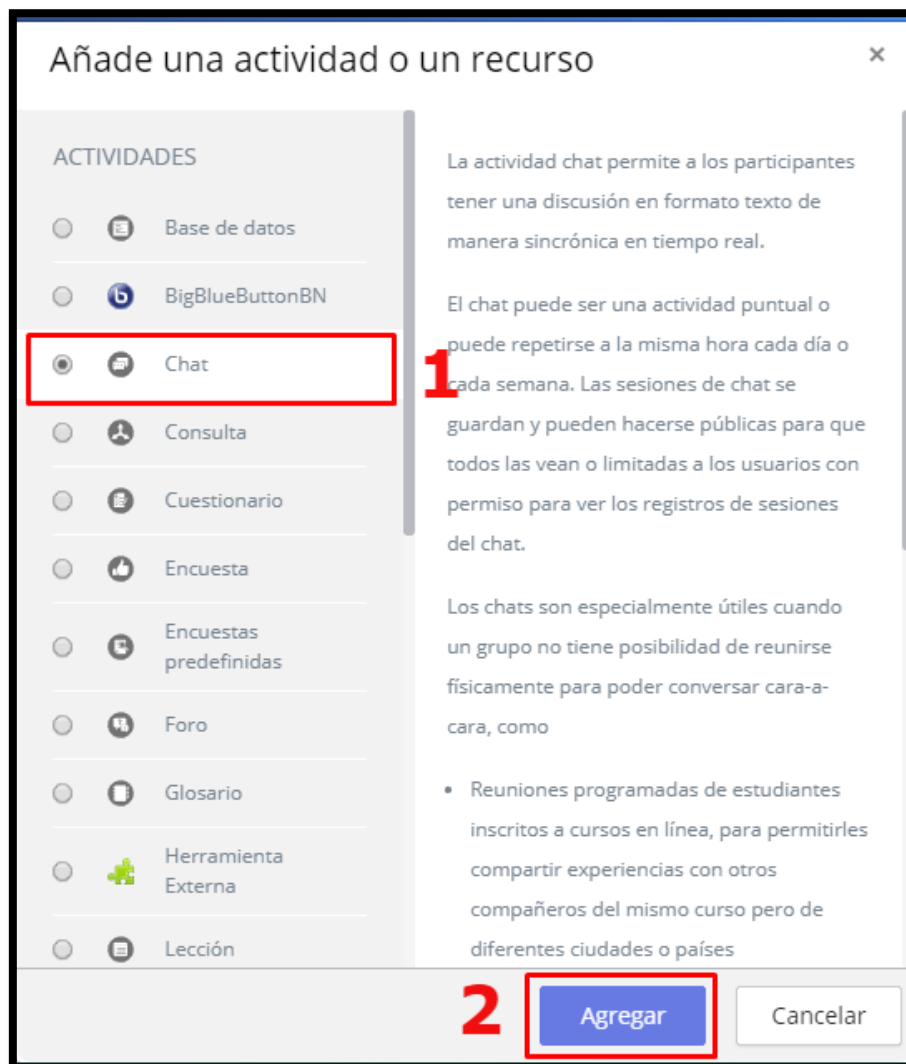 Añade una actividad o un recurso
×
ACTIVIDADES
Base de datos
b
BigBlueButtonBN
Chat
1
Consulta
Cuestionario
Encuesta
Encuestas
predefinidas
Foro
Glosario
Herramienta
Externa
Lección
La actividad chat permite a los participantes
tener una discusión en formato texto de
manera sincrónica en tiempo real.
El chat puede ser una actividad puntual o
puede repetirse a la misma hora cada día o
cada semana. Las sesiones de chat se
guardan y pueden hacerse públicas para que
todos las vean o limitadas a los usuarios con
permiso para ver los registros de sesiones
del chat.
Los chats son especialmente útiles cuando
un grupo no tiene posibilidad de reunirse
físicamente para poder conversar cara-a-
cara, como
• Reuniones programadas de estudiantes
inscritos a cursos en línea, para permitirles
compartir experiencias con otros
compañeros del mismo curso pero de
diferentes ciudades o países
2
Agregar
Cancelar